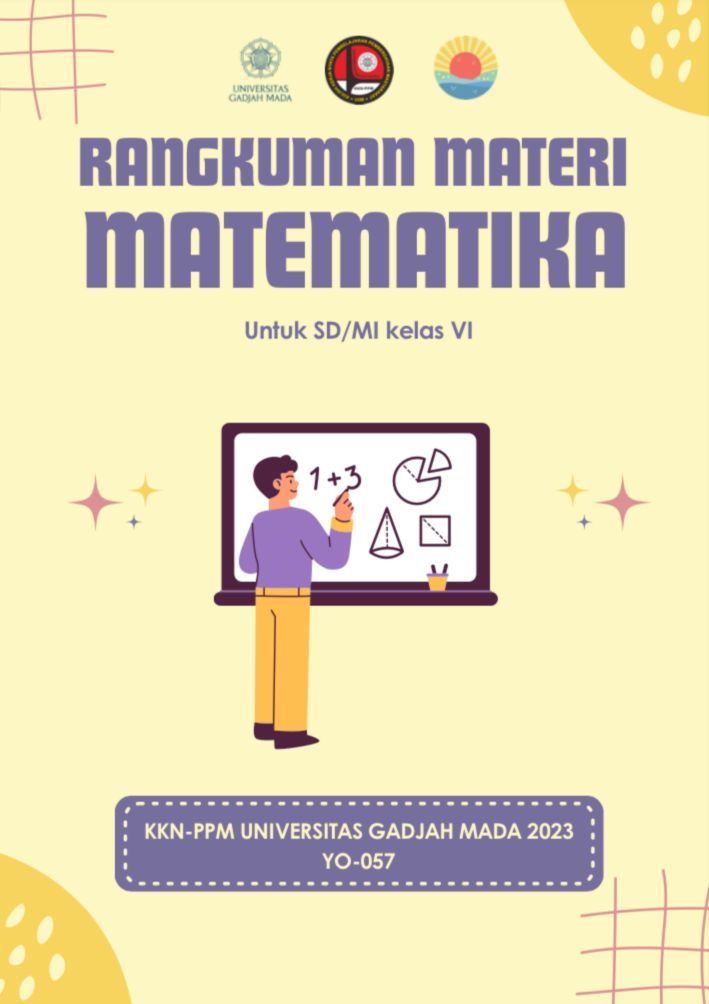 UNIVERSITAS
GADJAH MADA
RANGKUMAN MATERI
MATEMATIKA
Untuk SD/MI kelas VI
1+3
KKN-PPM UNIVERSITAS GADJAH MADA 2023
YO-057